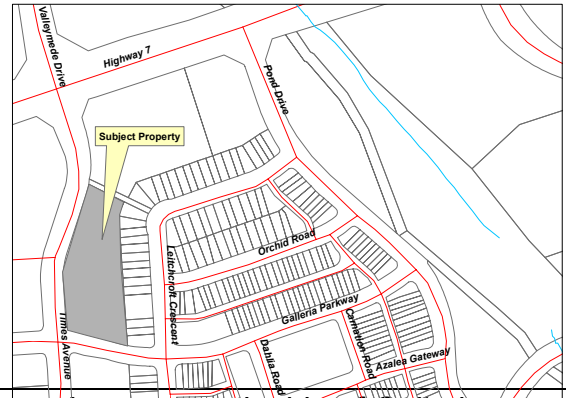 Valleymede Drive
Highway 7
Pond Drive
Subject Property
Orchid Road
Leitchcroft Crescent
Galleria Parkway
Times Avenue
Dahlia Road
Carnation Road
Azalea Gateway